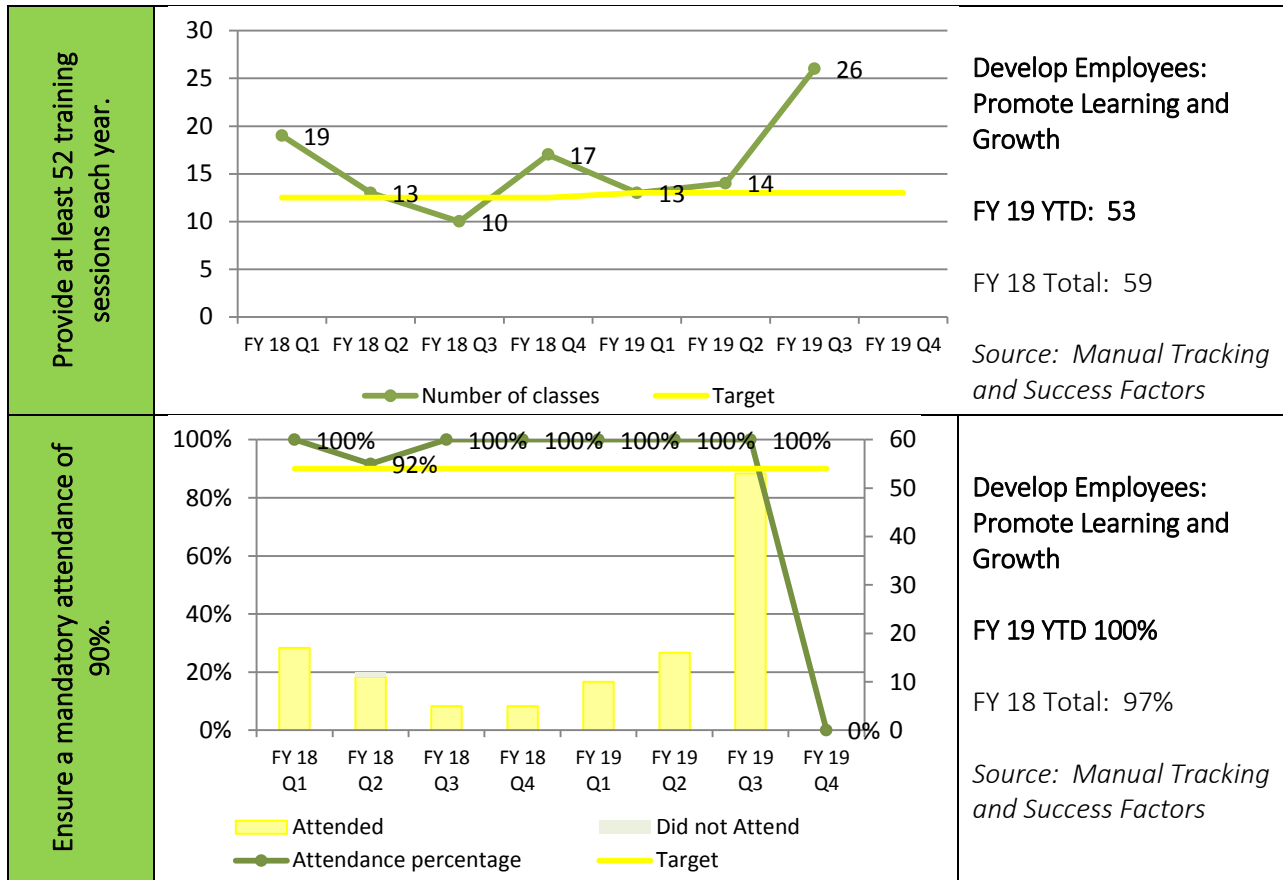 Provide at least 52 training
sessions each year.
30
25
20
15
10
5
0
19
13
10
17
13
14
26
FY 18 Q1
FY 18 Q2
FY 18 Q3
FY 18 Q4
FY 19 Q1
FY 19 Q2
FY 19 Q3
FY 19 Q4
Number of classes
Target
Develop Employees:
Promote Learning and
Growth
FY 19 YTD: 53
FY 18 Total: 59
Source: Manual Tracking
and Success Factors
Ensure a mandatory attendance of
90%.
100%
80%
60%
40%
20%
0%
100%
92%
100%
100%
100%
100%
100%
0%
60
50
40
30
20
10
0
FY 18
Q1
FY 18
Q2
FY 18
Q3
FY 18
Q4
FY 19
Q1
FY 19
Q2
FY 19
Q3
FY 19
Q4
Attended
Did not Attend
Attendance percentage
Target
Develop Employees:
Promote Learning and
Growth
FY 19 YTD 100%
FY 18 Total: 97%
Source: Manual Tracking
and Success Factors